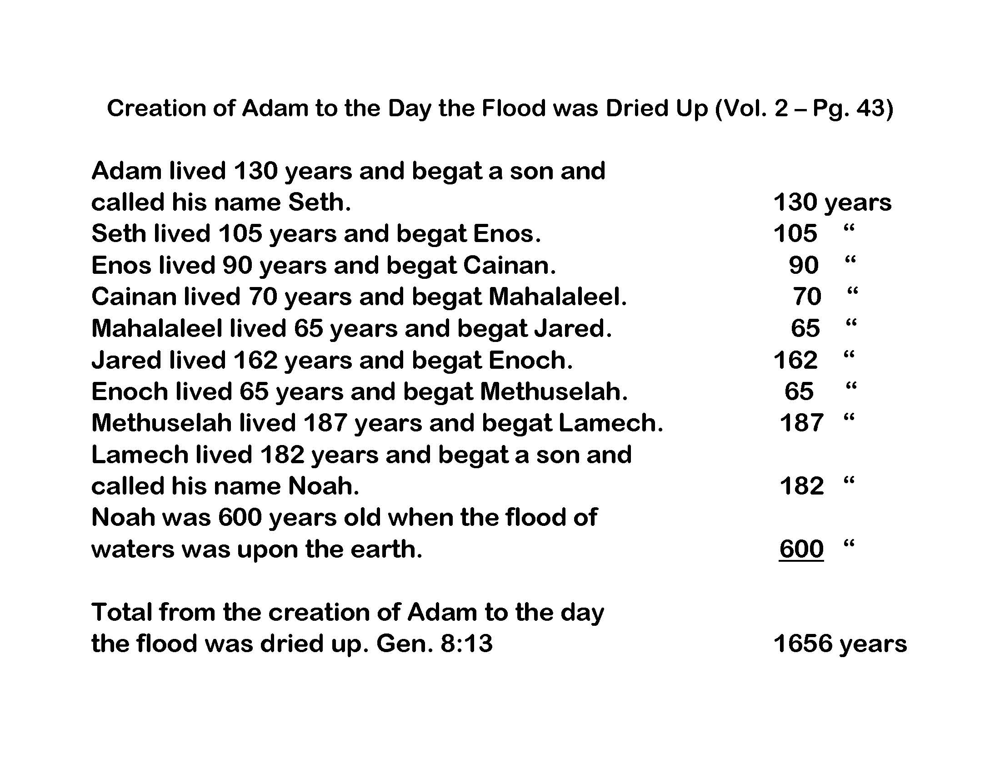 Creation of Adam to the Day the Flood was Dried Up (Vol. 2 – Pg. 43)
Adam lived 130 years and begat a son and
called his name Seth. 130 years
Seth lived 105 years and begat Enos. 105 “
Enos lived 90 years and begat Cainan. 90 “
Cainan lived 70 years and begat Mahalaleel. 70 “
Mahalaleel lived 65 years and begat Jared. 65 “
Jared lived 162 years and begat Enoch. 162 “
Enoch lived 65 years and begat Methuselah. 65 “
Methuselah lived 187 years and begat Lamech. 187 “
Lamech lived 182 years and begat a son and
called his name Noah. 182 “
Noah was 600 years old when the flood of
waters was upon the earth. 600 “
Total from the creation of Adam to the day
the flood was dried up. Gen. 8:13 1656 years